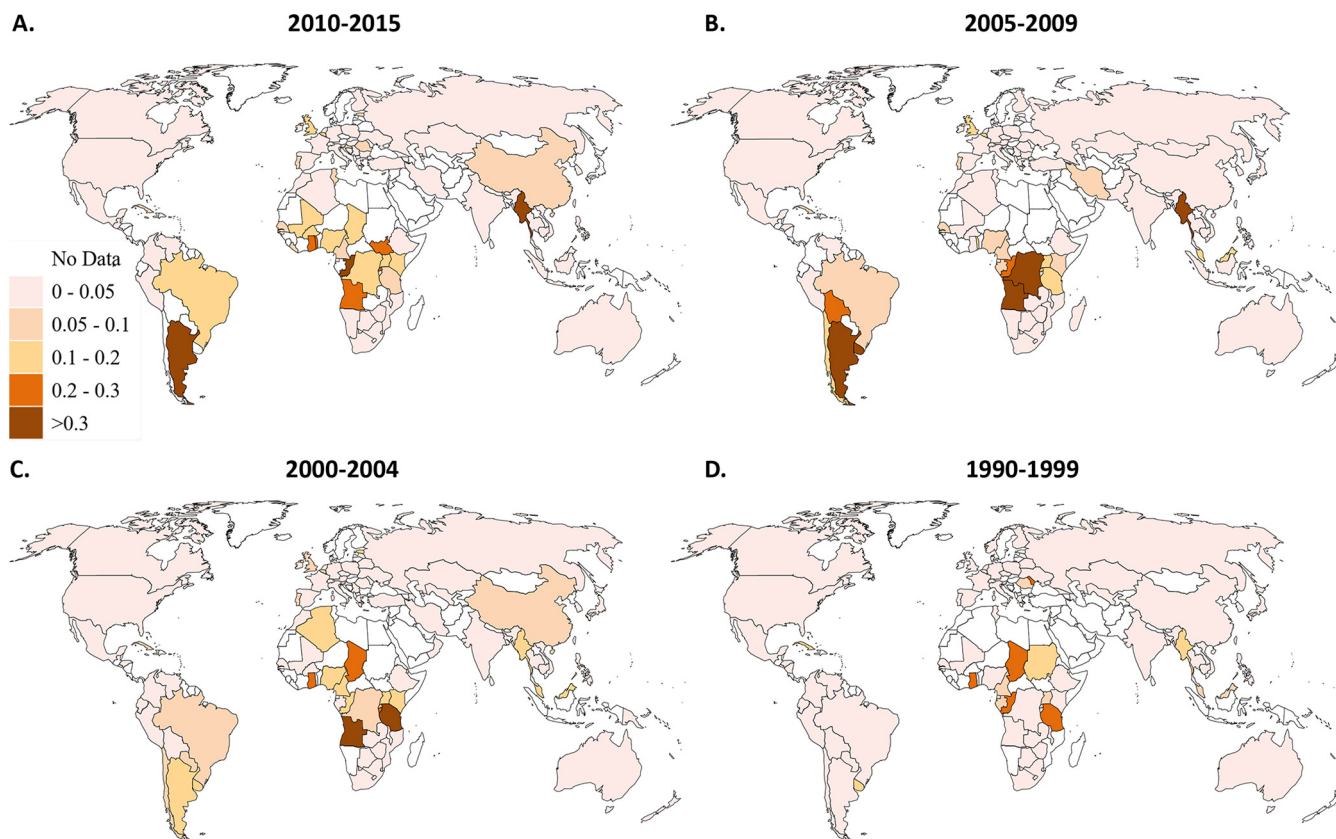 A. 2010-2015
B. 2005-2009
No Data
0 - 0.05
0.05 - 0.1
0.1 - 0.2
0.2 - 0.3
>0.3
C. 2000-2004
D. 1990-1999